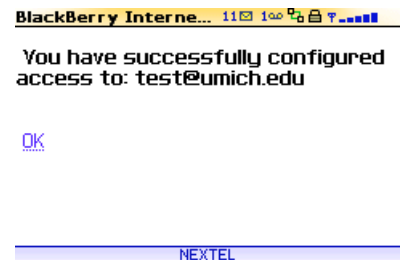 BlackBerry Interne... 11 1
You have successfully configured
access to: test@umich.edu
OK
NEXTEL